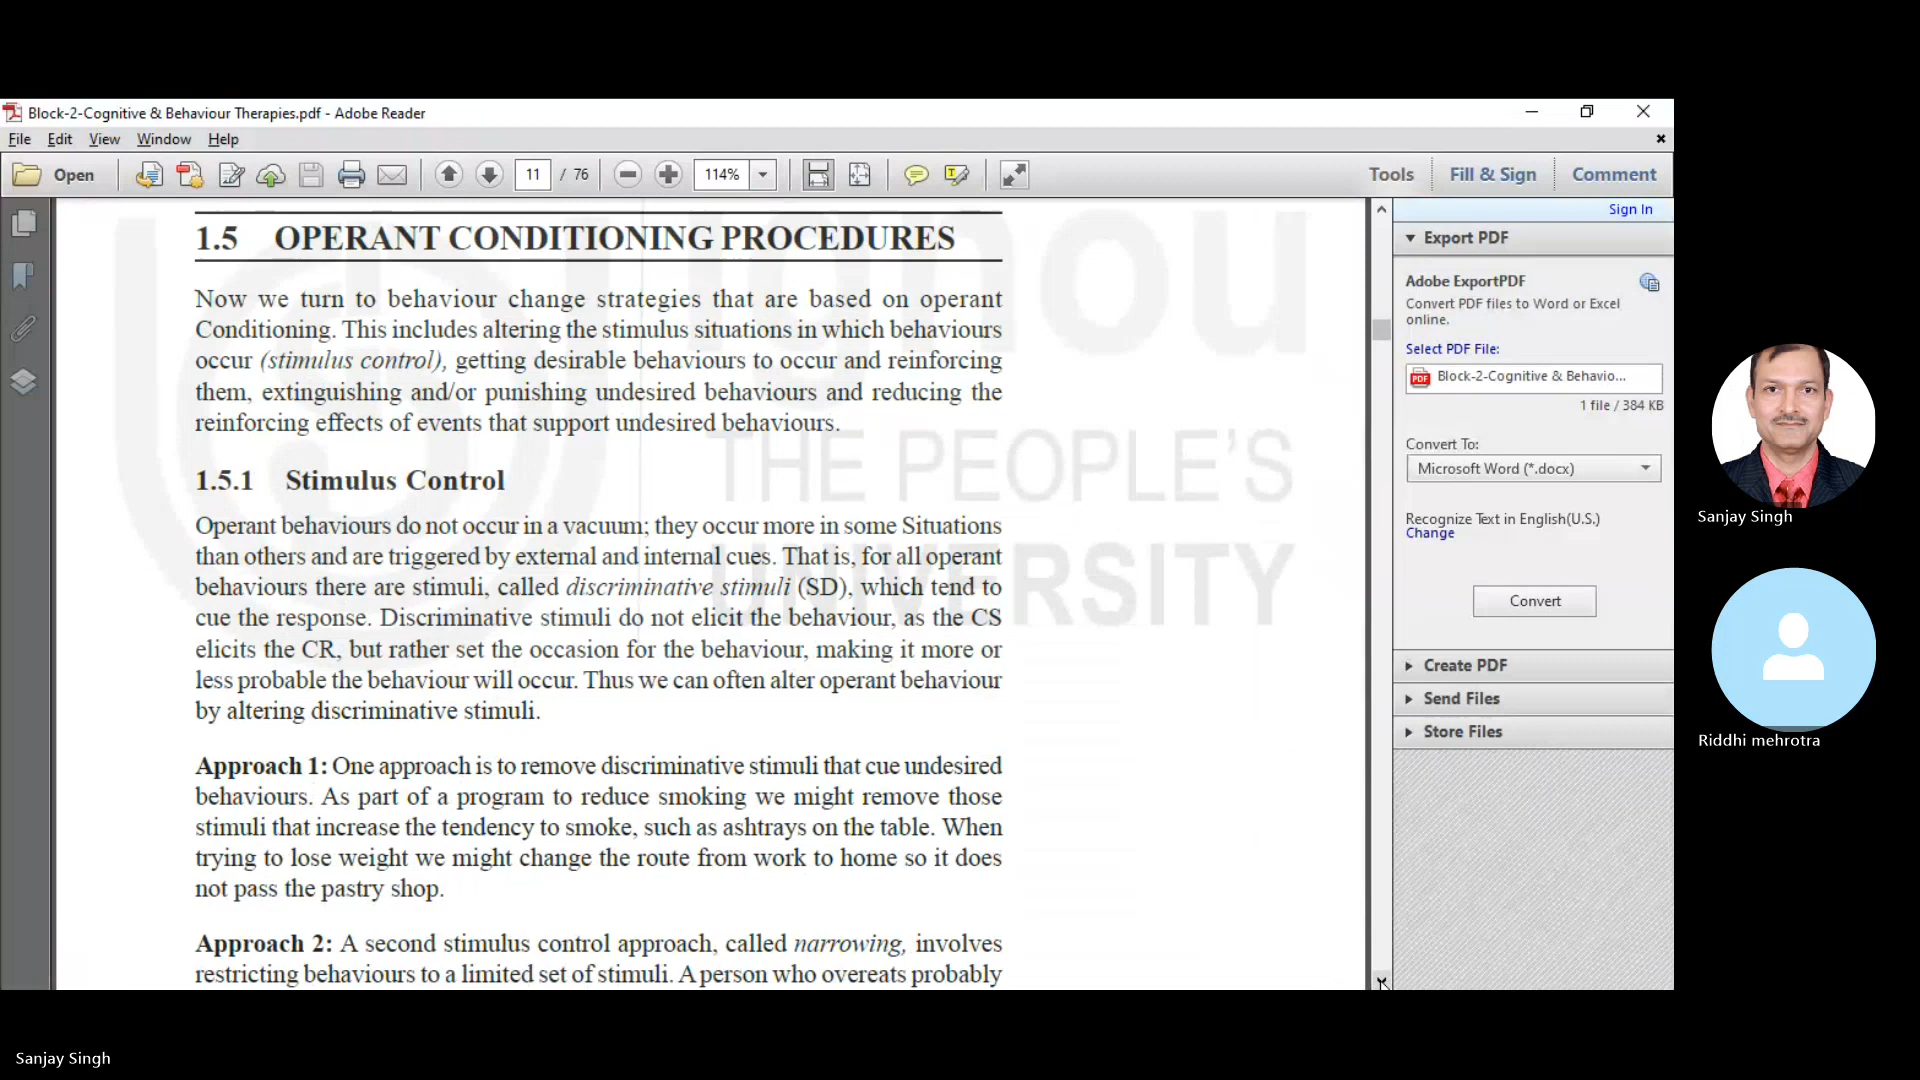 Block-2-Cognitive & Behaviour Therapies.pdf - Adobe Reader
File Edit View Window Help
Open 11 / 76 114% Tools Fill & Sign Comment
Sign In
1.5 OPERANT CONDITIONING PROCEDURES
Now we turn to behaviour change strategies that are based on operant
Conditioning. This includes altering the stimulus situations in which behaviours
occur (stimulus control), getting desirable behaviours to occur and reinforcing
them, extinguishing and/or punishing undesired behaviours and reducing the
reinforcing effects of events that support undesired behaviours.
1.5.1 Stimulus Control
Operant behaviours do not occur in a vacuum; they occur more in some Situations
than others and are triggered by external and internal cues. That is, for all operant
behaviours there are stimuli, called discriminative stimuli (SD), which tend to
cue the response. Discriminative stimuli do not elicit the behaviour, as the CS
elicits the CR, but rather set the occasion for the behaviour, making it more or
less probable the behaviour will occur. Thus we can often alter operant behaviour
by altering discriminative stimuli.
Approach 1: One approach is to remove discriminative stimuli that cue undesired
behaviours. As part of a program to reduce smoking we might remove those
stimuli that increase the tendency to smoke, such as ashtrays on the table. When
trying to lose weight we might change the route from work to home so it does
not pass the pastry shop.
Approach 2: A second stimulus control approach, called narrowing, involves
restricting behaviours to a limited set of stimuli. A person who overeats probably
ignou
THE PEOPLE'S
UNIVERSITY
Export PDF
Adobe ExportPDF
Convert PDF files to Word or Excel
online.
Select PDF File:
PDF Block-2-Cognitive & Behavio...
1 file / 384 KB
Convert To:
Microsoft Word (*.docx)
Recognize Text in English(U.S.)
Change
Convert
Create PDF
Send Files
Store Files
Sanjay Singh
Riddhi mehrotra
Sanjay Singh